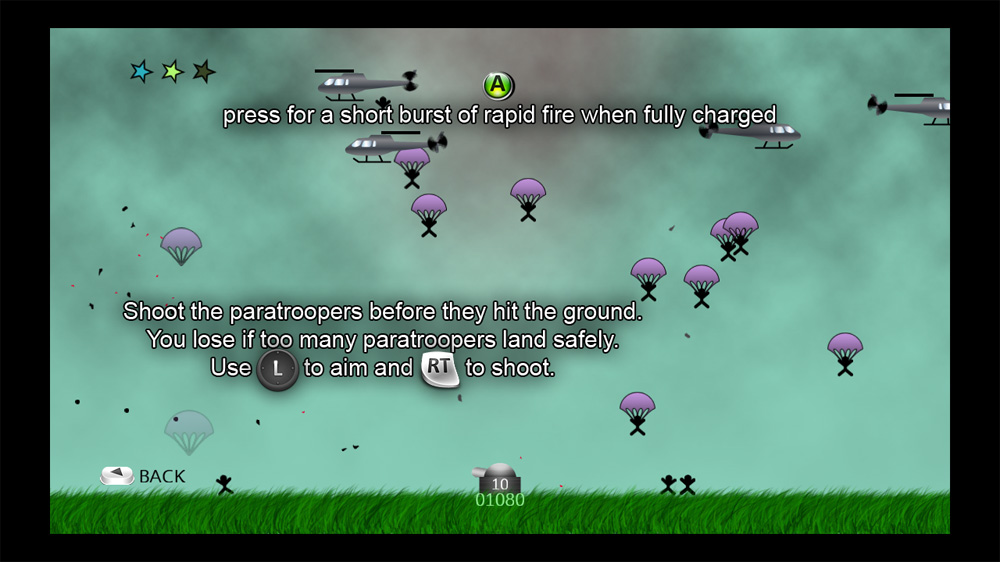 A
press for a short burst of rapid fire when fully charged
Shoot the paratroopers before they hit the ground.
You lose if too many paratroopers land safely.
Use L to aim and RT to shoot.
BACK
10
01080